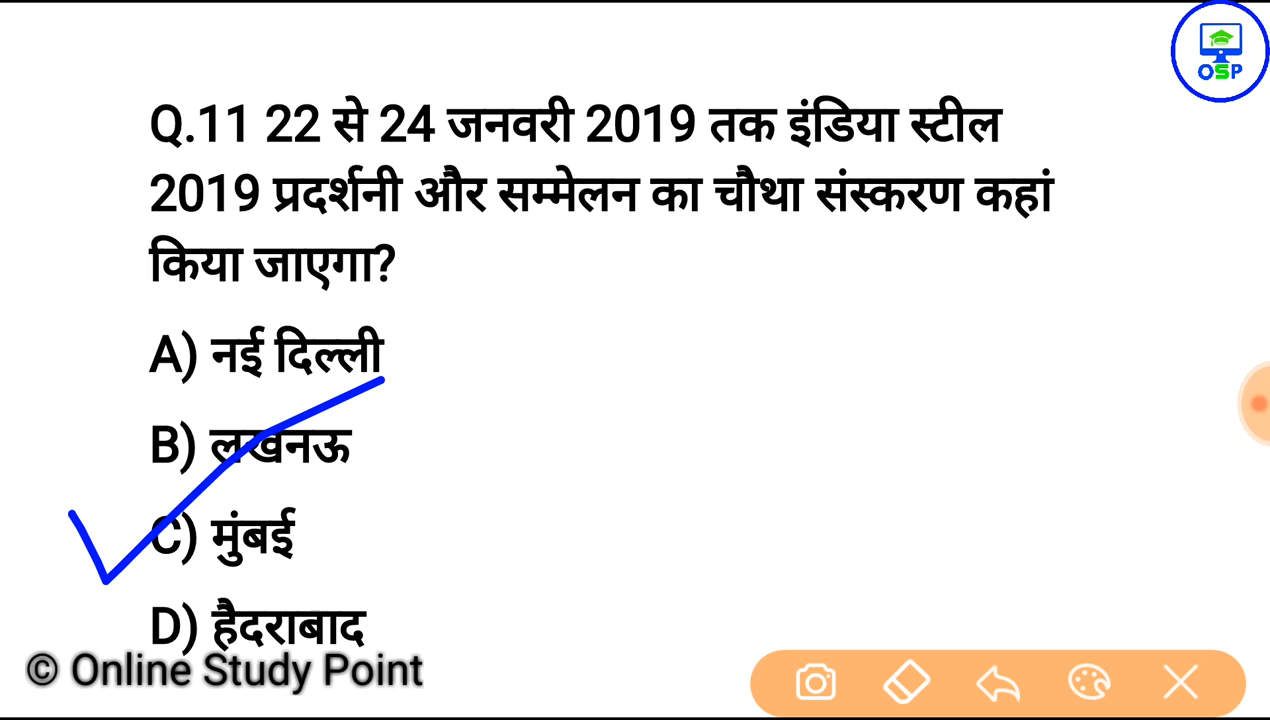 OSP
Q.11 22 से 24 जनवरी 2019 तक इंडिया स्टील
2019 प्रदर्शनी और सम्मेलन का चौथा संस्करण कहां
किया जाएगा?
A) नई दिल्ली
B) लखनऊ
C) मुंबई
D) हैदराबाद
© Online Study Point